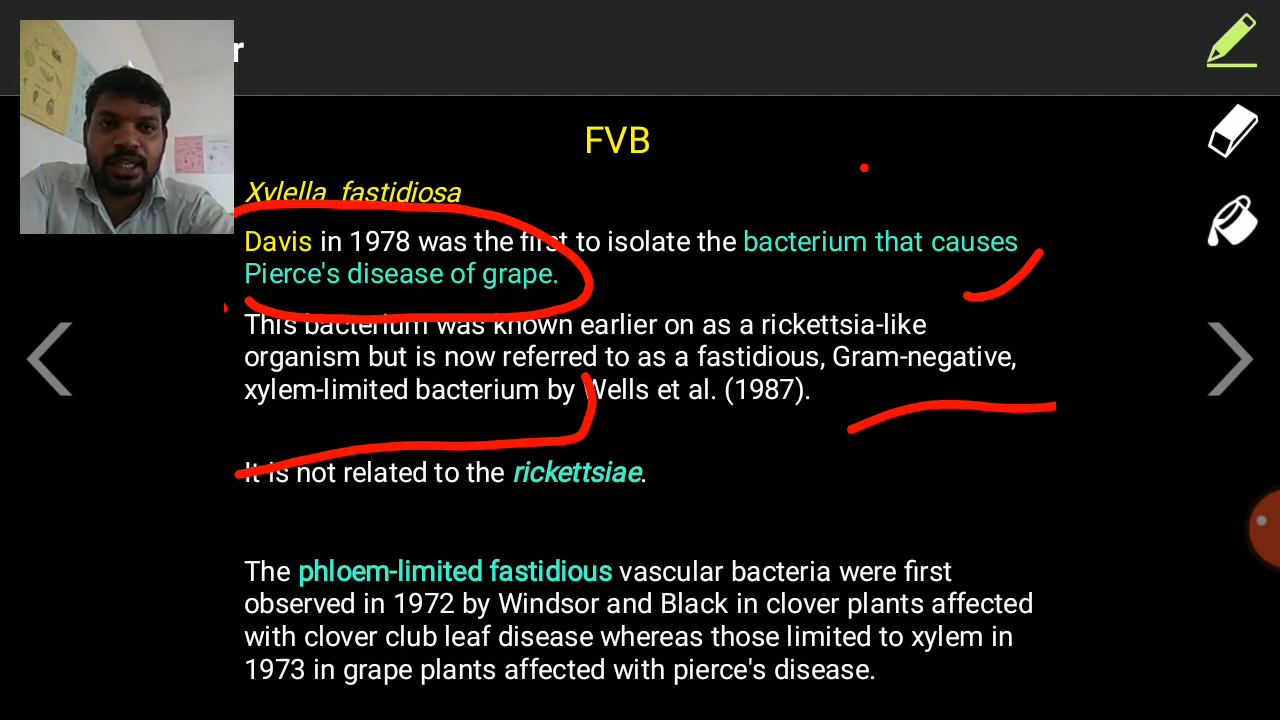 r
FVB
Xylella fastidiosa
Davis in 1978 was the first to isolate the bacterium that causes
Pierce's disease of grape.
This bacterium was known earlier on as a rickettsia-like
organism but is now referred to as a fastidious, Gram-negative,
xylem-limited bacterium by Wells et al. (1987).
It is not related to the rickettsiae.
The phloem-limited fastidious vascular bacteria were first
observed in 1972 by Windsor and Black in clover plants affected
with clover club leaf disease whereas those limited to xylem in
1973 in grape plants affected with pierce's disease.